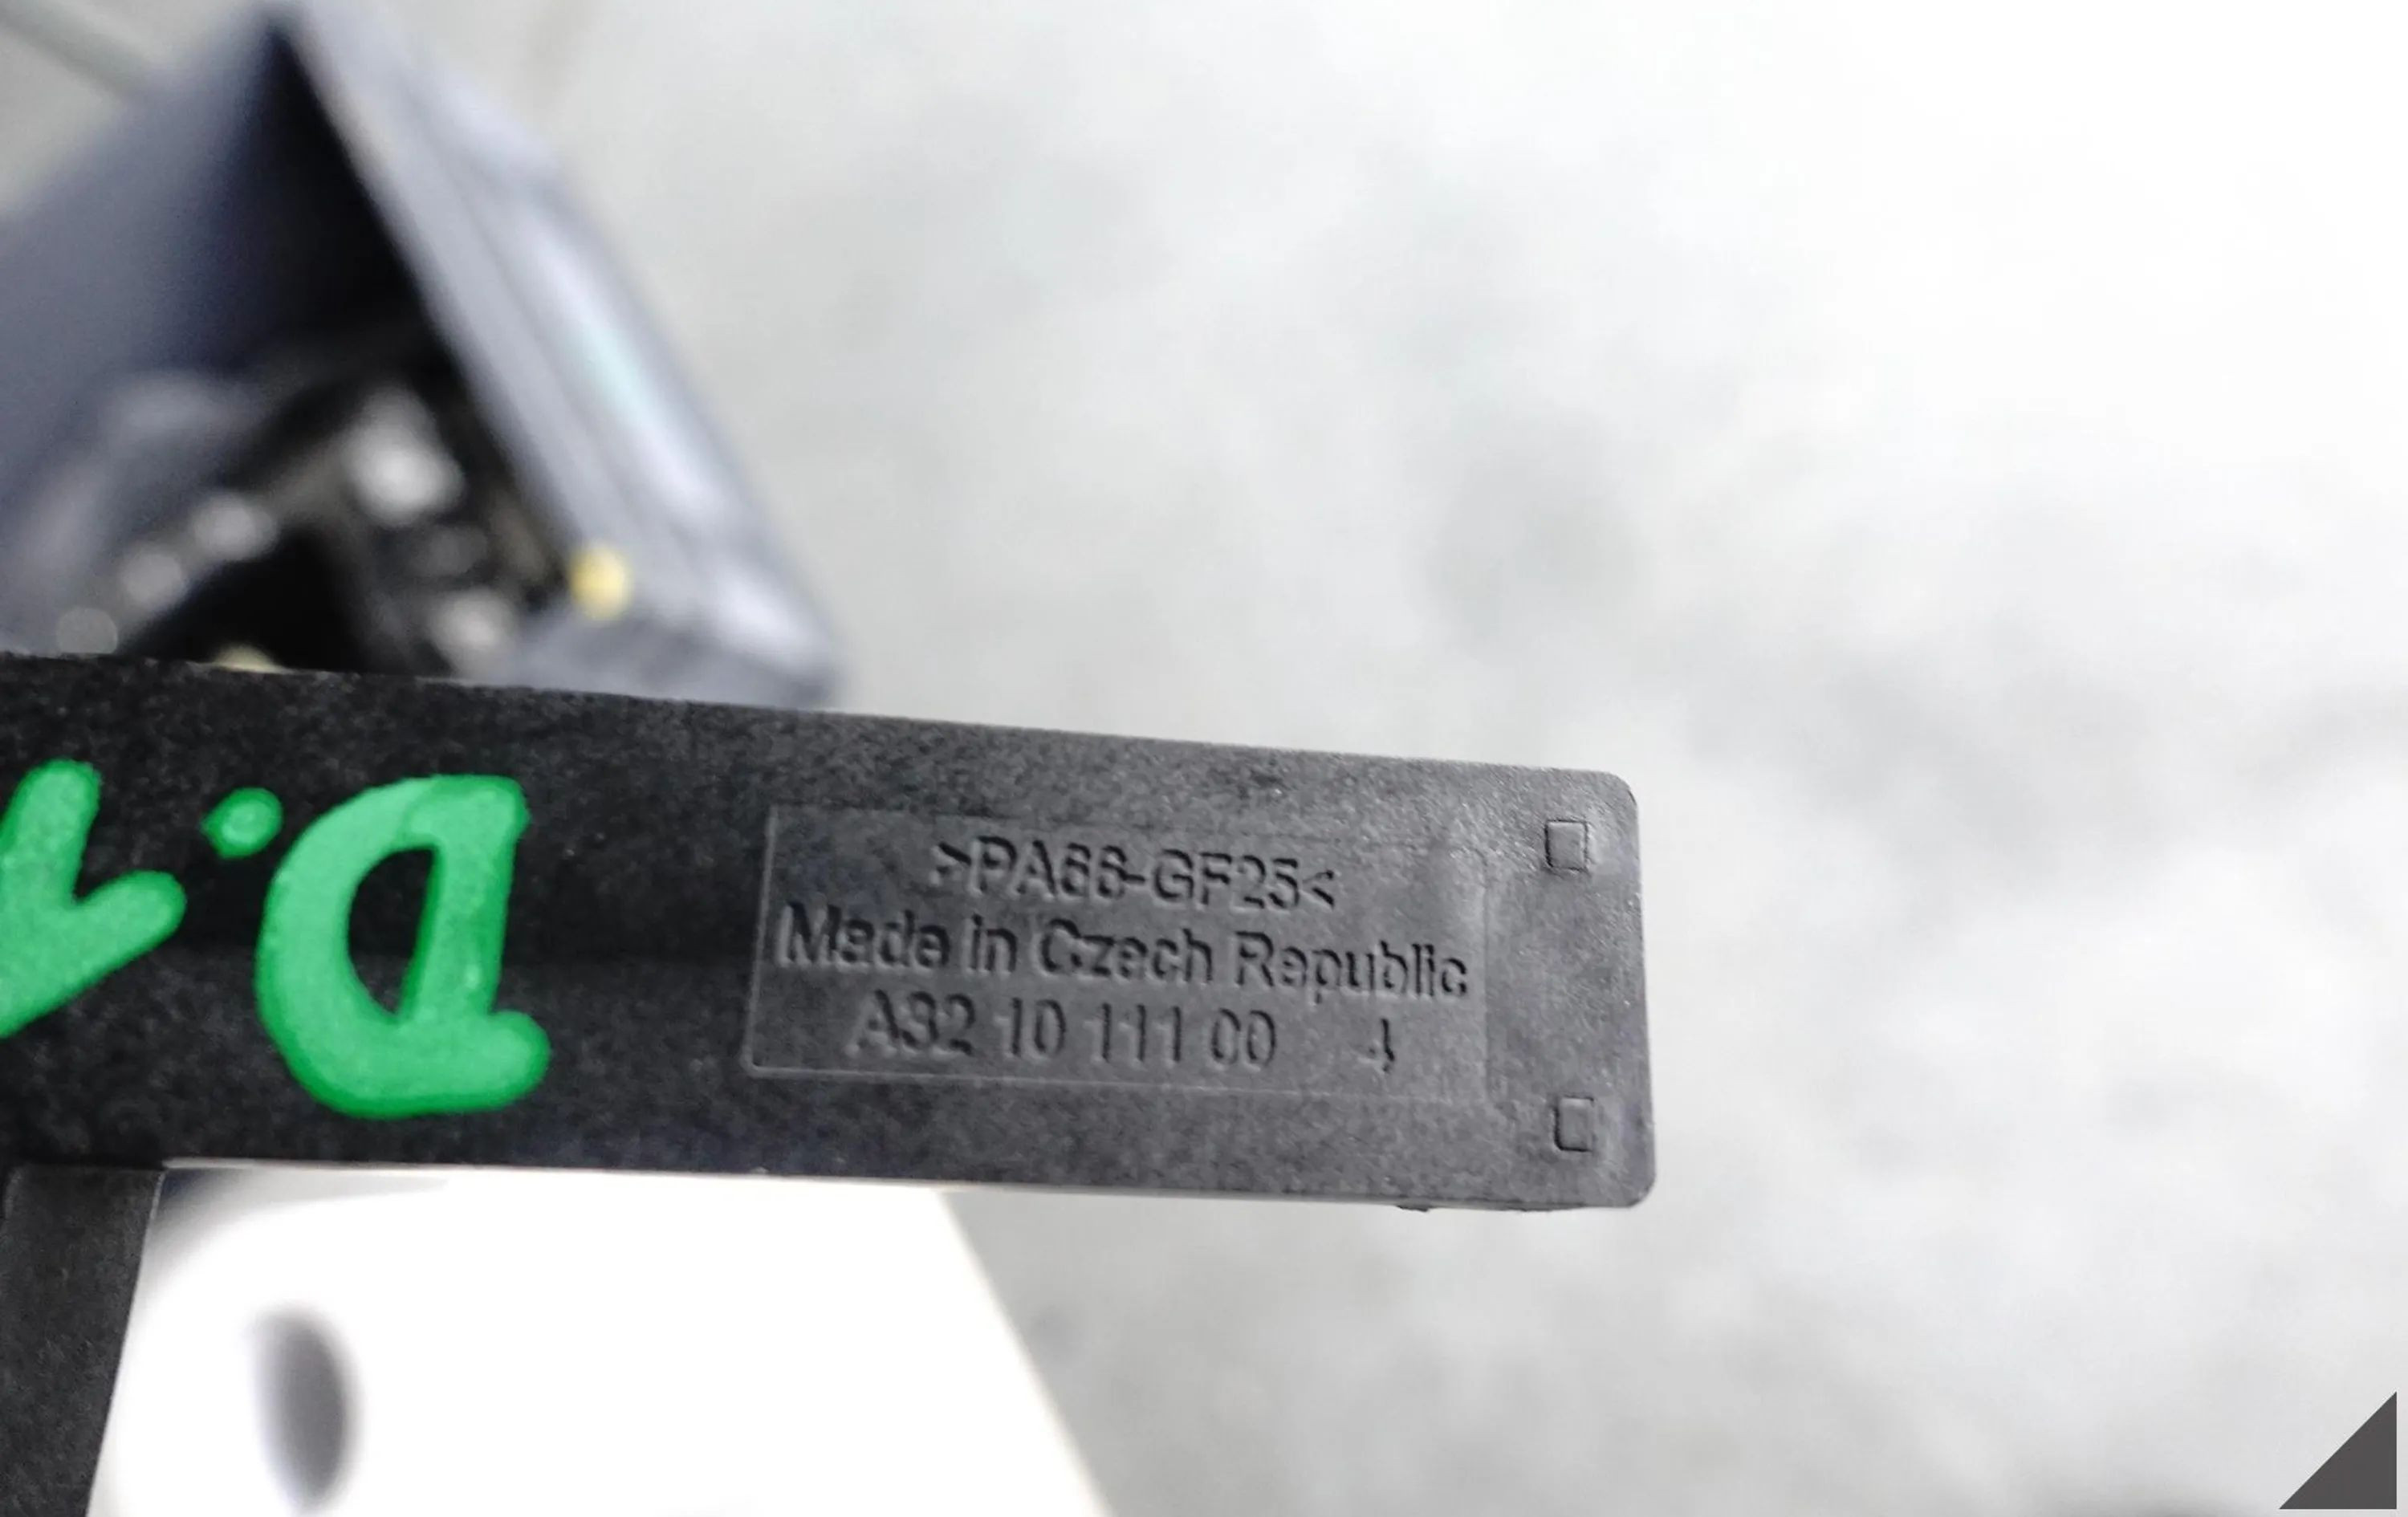 >PA66-GF25<
Made in Czech Republic
A32 10 111 00 4
D.